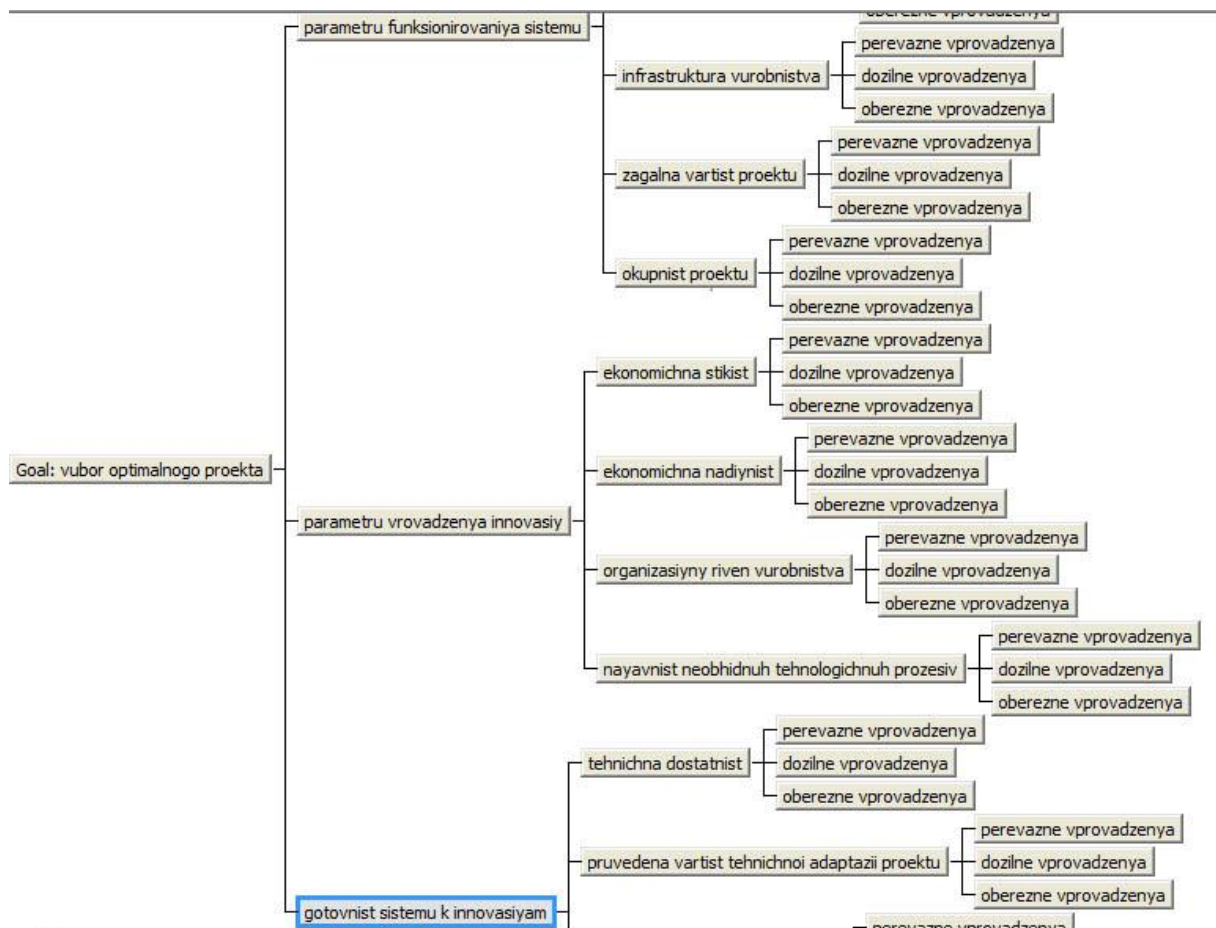 oberezne vprovadzenya
parametru funksionirovaniya sistemu
perevazne vprovadzenya
infrastruktura vurobnistva
dozilne vprovadzenya
oberezne vprovadzenya
perevazne vprovadzenya
zagalna vartist proektu
dozilne vprovadzenya
oberezne vprovadzenya
perevazne vprovadzenya
okupnist proektu
dozilne vprovadzenya
oberezne vprovadzenya
perevazne vprovadzenya
ekonomichna stikist
dozilne vprovadzenya
oberezne vprovadzenya
perevazne vprovadzenya
Goal: vubor optimalnogo proekta
ekonomichna nadiynist
dozilne vprovadzenya
oberezne vprovadzenya
parametru vrovadzenya innovasiy
perevazne vprovadzenya
organizasiyny riven vurobnistva
dozilne vprovadzenya
oberezne vprovadzenya
perevazne vprovadzenya
nayavnist neobhidnuh tehnologichnuh prozesiv
dozilne vprovadzenya
oberezne vprovadzenya
perevazne vprovadzenya
tehnichna dostatnist
dozilne vprovadzenya
oberezne vprovadzenya
perevazne vprovadzenya
pruvedena vartist tehnichnoi adaptazii proektu
dozilne vprovadzenya
oberezne vprovadzenya
gotovnist sistemu k innovasiyam
perevazne vprovadzenya